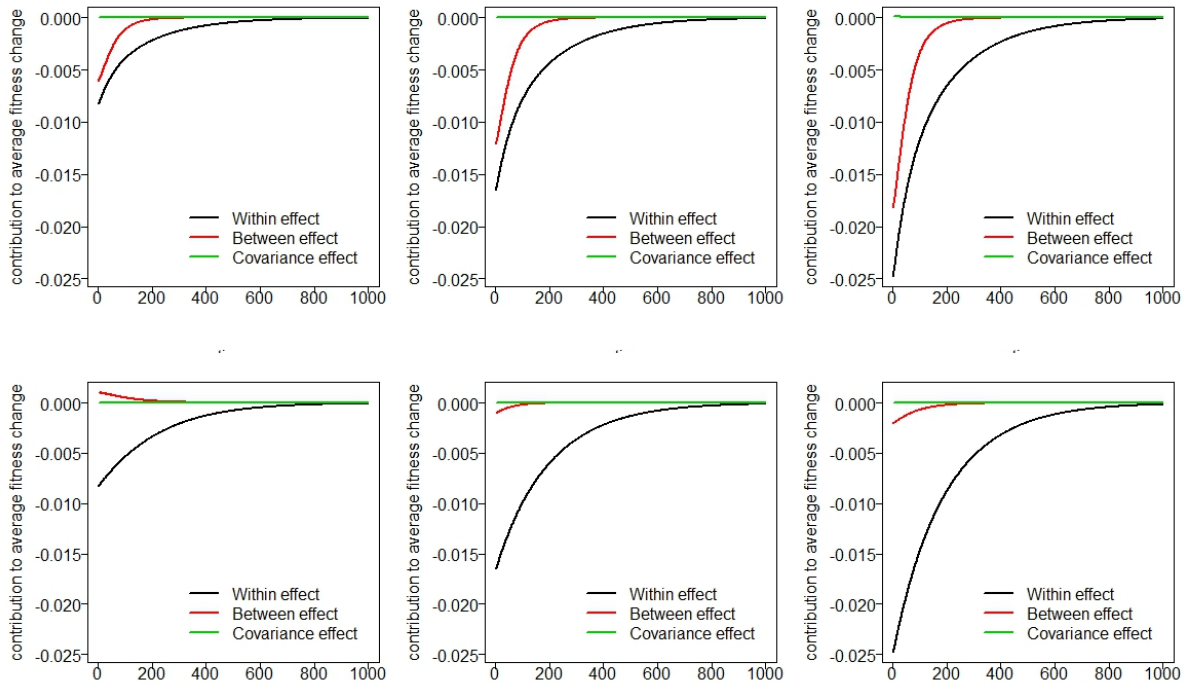 contribution to average fitness change
0.000
-0.005
-0.010
-0.015
-0.020
-0.025
Within effect
Between effect
Covariance effect
0 200 400 600 800 1000
contribution to average fitness change
0.000
-0.005
-0.010
-0.015
-0.020
-0.025
Within effect
Between effect
Covariance effect
0 200 400 600 800 1000
contribution to average fitness change
0.000
-0.005
-0.010
-0.015
-0.020
-0.025
Within effect
Between effect
Covariance effect
0 200 400 600 800 1000
contribution to average fitness change
0.000
-0.005
-0.010
-0.015
-0.020
-0.025
Within effect
Between effect
Covariance effect
0 200 400 600 800 1000
contribution to average fitness change
0.000
-0.005
-0.010
-0.015
-0.020
-0.025
Within effect
Between effect
Covariance effect
0 200 400 600 800 1000
contribution to average fitness change
0.000
-0.005
-0.010
-0.015
-0.020
-0.025
Within effect
Between effect
Covariance effect
0 200 400 600 800 1000